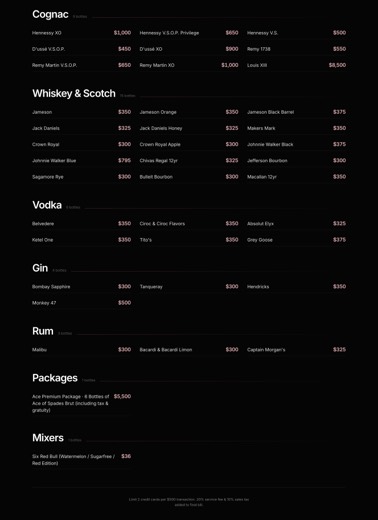 Cognac
Hennessy XO $1,000 Hennessy V.S.O.P. Privilege $650 Hennessy V.S. $500
D'ussé V.S.O.P. $450 D'ussé XO $900 Remy 1738 $550
Remy Martin V.S.O.P. $650 Remy Martin XO $1,000 Louis XIII $8,500
Whiskey & Scotch
Jameson $350 Jameson Orange $350 Jameson Black Barrel $375
Jack Daniels $325 Jack Daniels Honey $325 Makers Mark $350
Crown Royal $300 Crown Royal Apple $300 Johnnie Walker Black $375
Johnnie Walker Blue $795 Chivas Regal 12yr $325 Jefferson Bourbon $300
Sagamore Rye $300 Bulleit Bourbon $300 Macallan 12yr $350
Vodka
Belvedere $350 Ciroc & Ciroc Flavors $350 Absolut Elyx $325
Ketel One $350 Tito's $350 Grey Goose $375
Gin
Bombay Sapphire $300 Tanqueray $300 Hendricks $350
Monkey 47 $500
Rum
Malibu $300 Bacardi & Bacardi Limon $300 Captain Morgan's $325
Packages
Ace Premium Package - 6 Bottles of $5,500
Ace of Spades Brut (including tax &
gratuity)
Mixers
Six Red Bull (Watermelon / Sugarfree / $36
Red Edition)